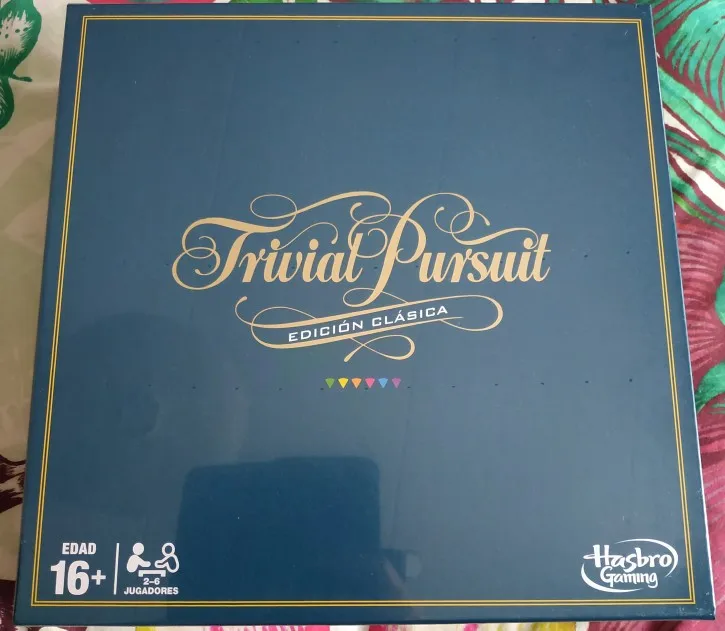 Trivial Pursuit
EDICIÓN CLÁSICA
EDAD
16+
2-6
JUGADORES
Hasbro
Gaming